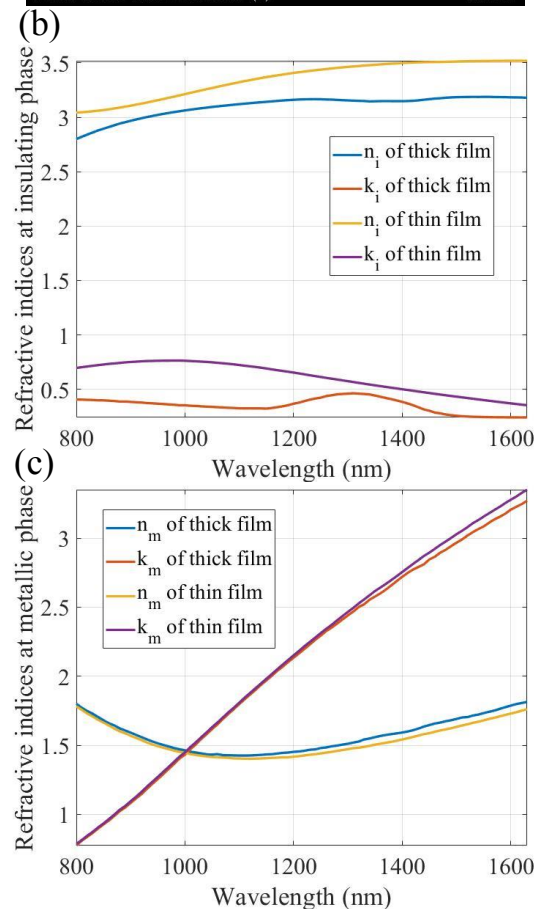 (b)
3.5
3
2.5
2
1.5
1
0.5
Refractive indices at insulating phase
n_i of thick film
k_i of thick film
n_i of thin film
k_i of thin film
800 1000 1200 1400 1600
Wavelength (nm)
(c)
3
2.5
2
1.5
1
Refractive indices at metallic phase
n_m of thick film
k_m of thick film
n_m of thin film
k_m of thin film
800 1000 1200 1400 1600
Wavelength (nm)